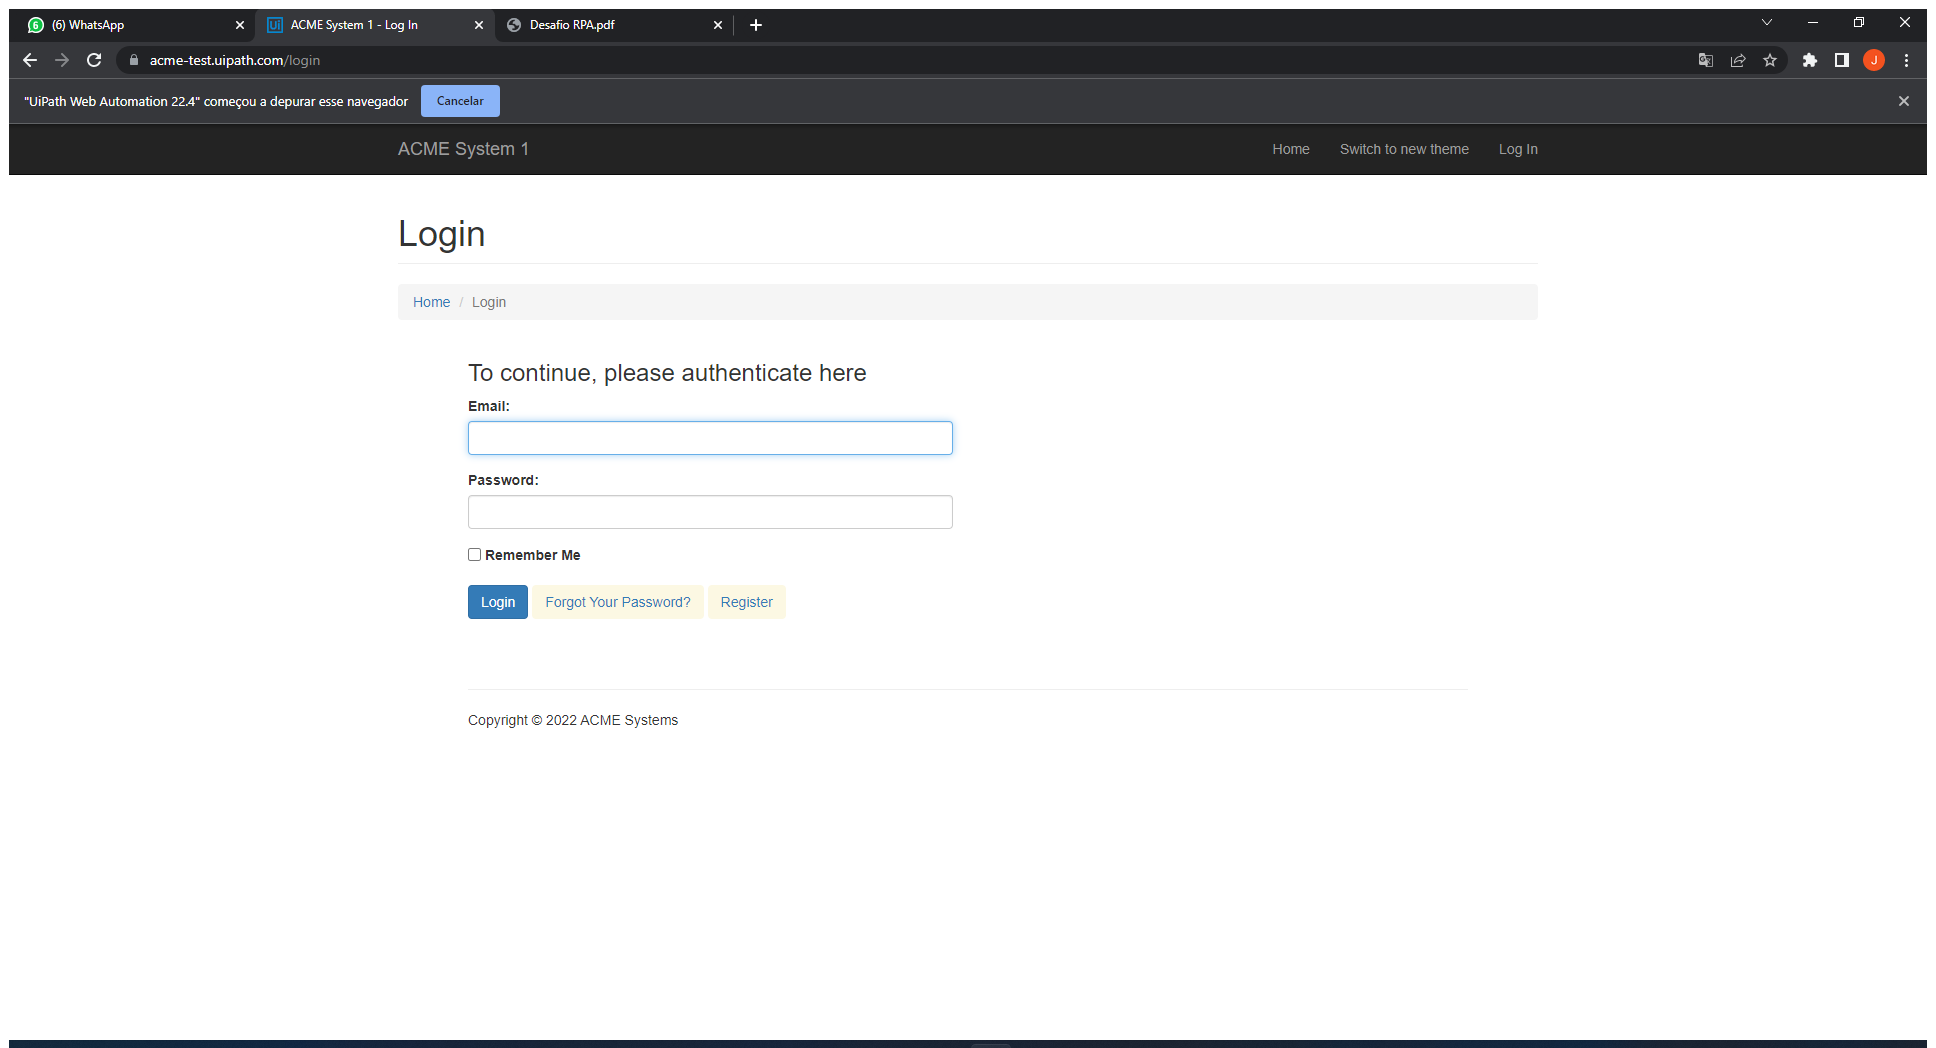 6 (6) WhatsApp
Ui ACME System 1 - Log In
Desafio RPA.pdf
acme-test.uipath.com/login
J
"UiPath Web Automation 22.4" começou a depurar esse navegador Cancelar
ACME System 1 Home Switch to new theme Log In
Login
Home / Login
To continue, please authenticate here
Email:
Password:
Remember Me
Login Forgot Your Password? Register
Copyright © 2022 ACME Systems